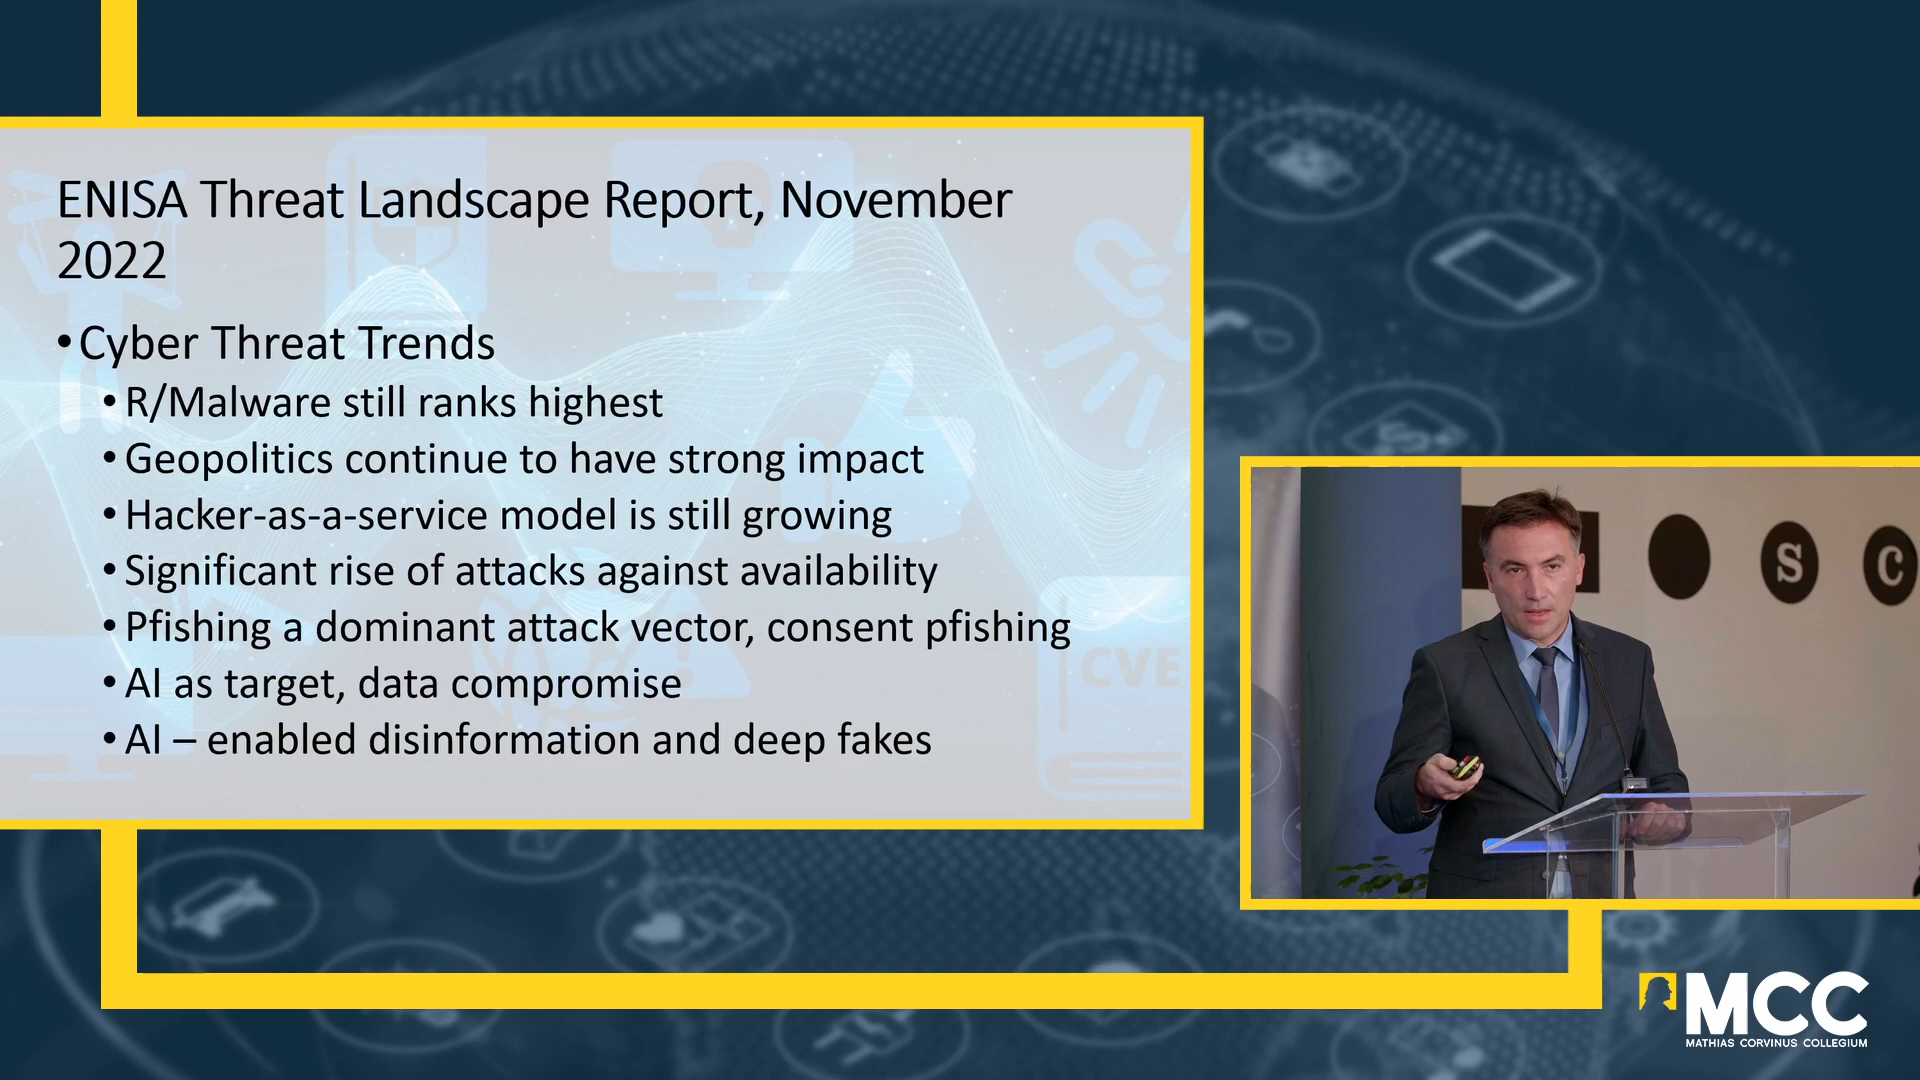 ENISA Threat Landscape Report, November
2022
•Cyber Threat Trends
•R/Malware still ranks highest
•Geopolitics continue to have strong impact
•Hacker-as-a-service model is still growing
•Significant rise of attacks against availability
•Pfishing a dominant attack vector, consent pfishing
•AI as target, data compromise
•AI – enabled disinformation and deep fakes
CVE
S C
MCC
MATHIAS CORVINUS COLLEGIUM